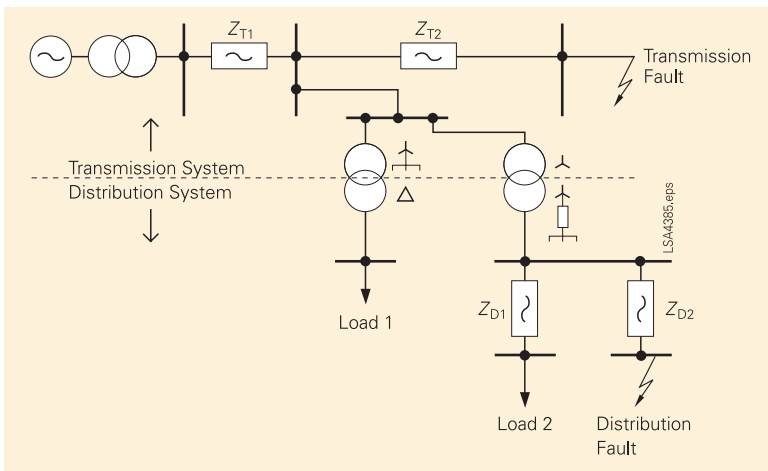 Z_T1
Z_T2
Transmission
Fault
Transmission System
Distribution System
LSA4385.eps
Load 1
Z_D1
Z_D2
Load 2
Distribution
Fault